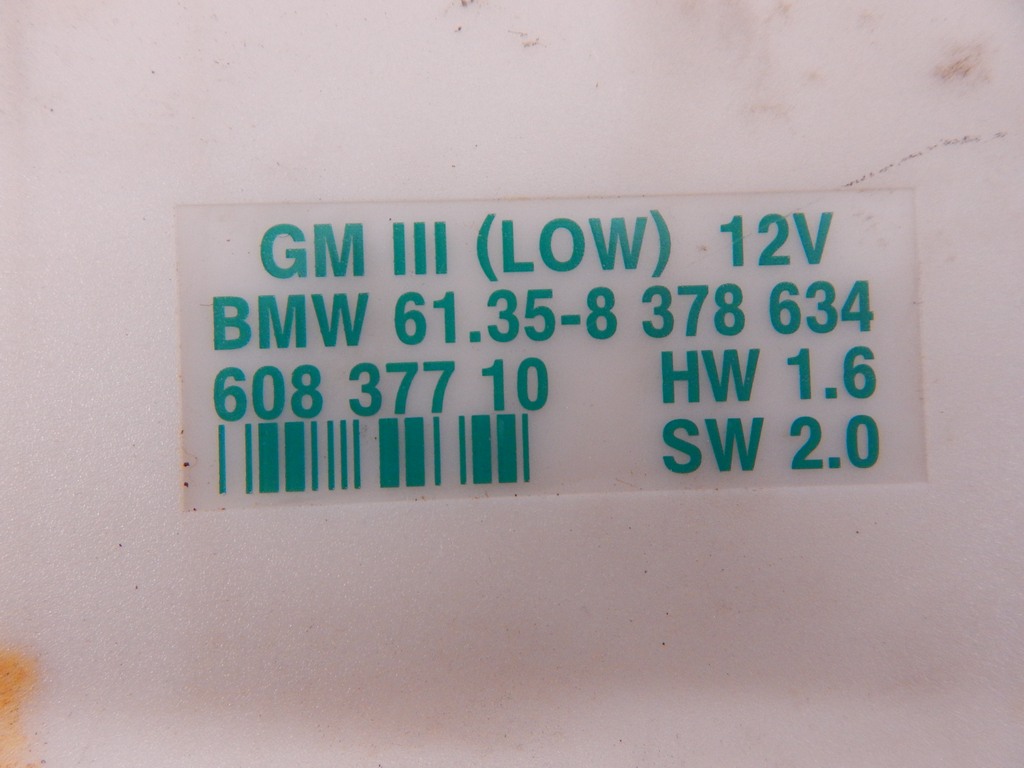 GM III (LOW) 12V
BMW 61.35-8 378 634
608 377 10 HW 1.6
SW 2.0